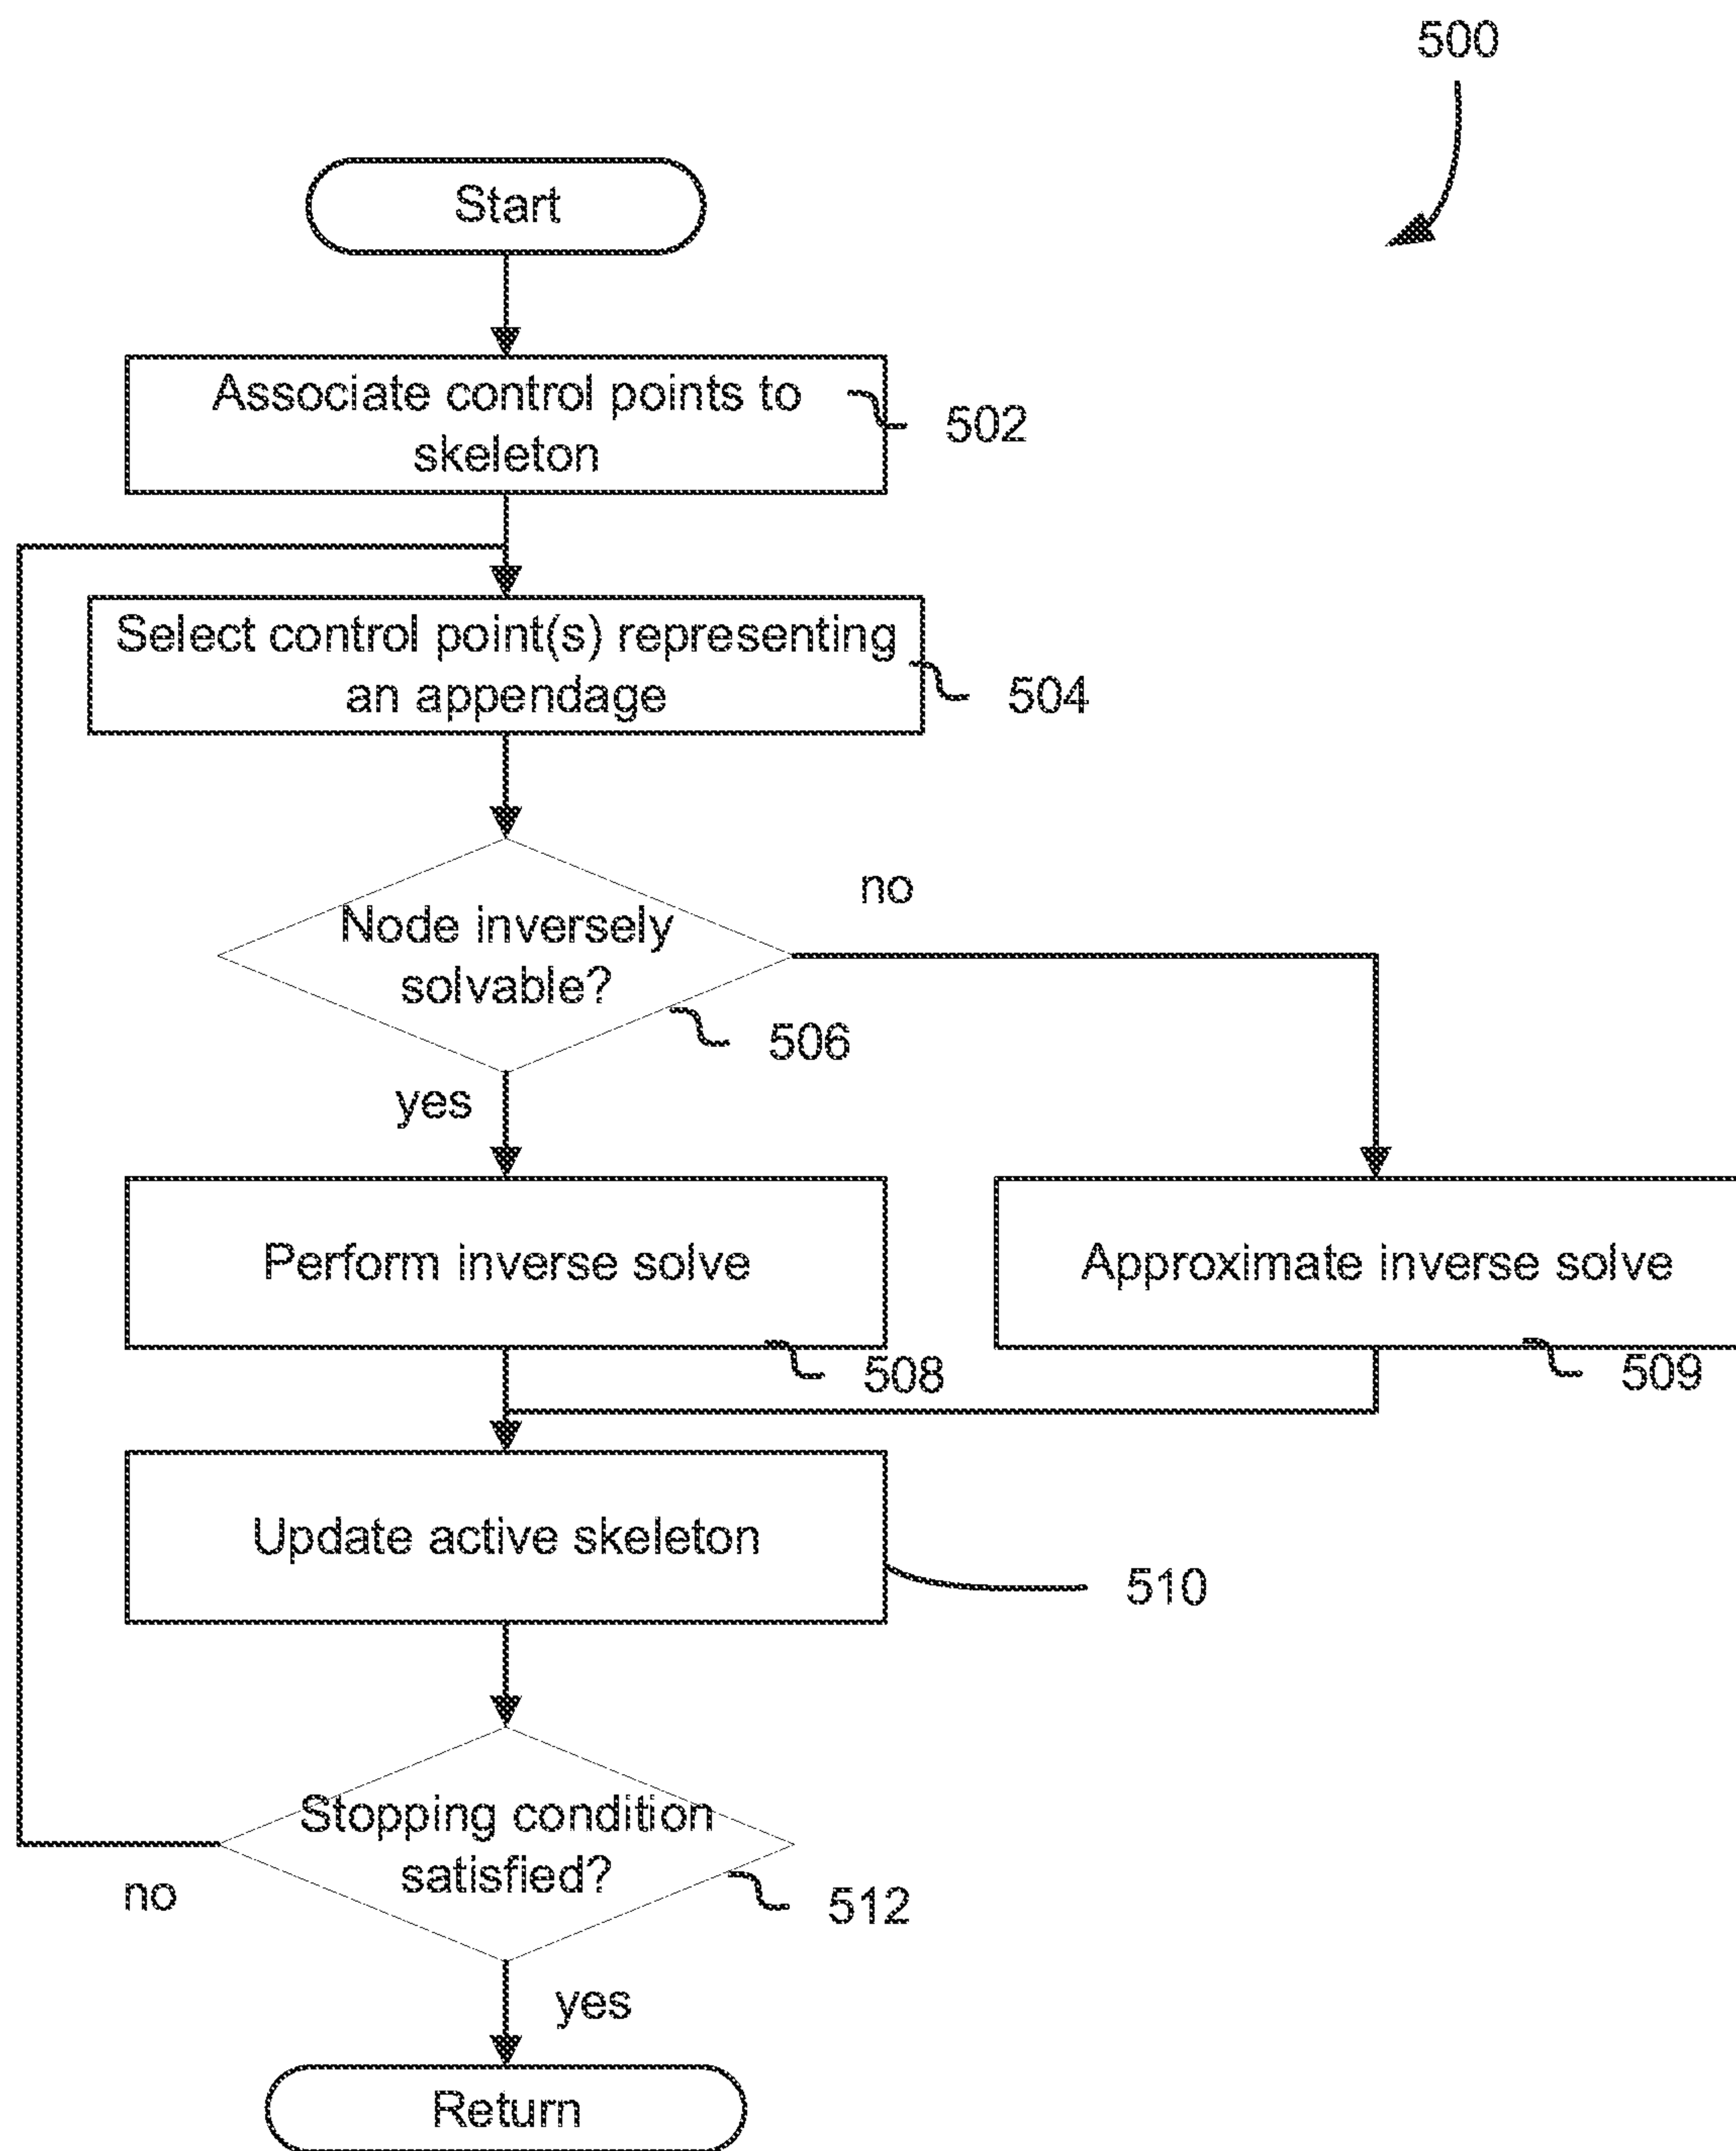 500
Start
Associate control points to
skeleton
502
Select control point(s) representing
an appendage
504
Node inversely
solvable?
506
no
yes
Perform inverse solve
508
Approximate inverse solve
509
Update active skeleton
510
Stopping condition
satisfied?
512
no
yes
Return